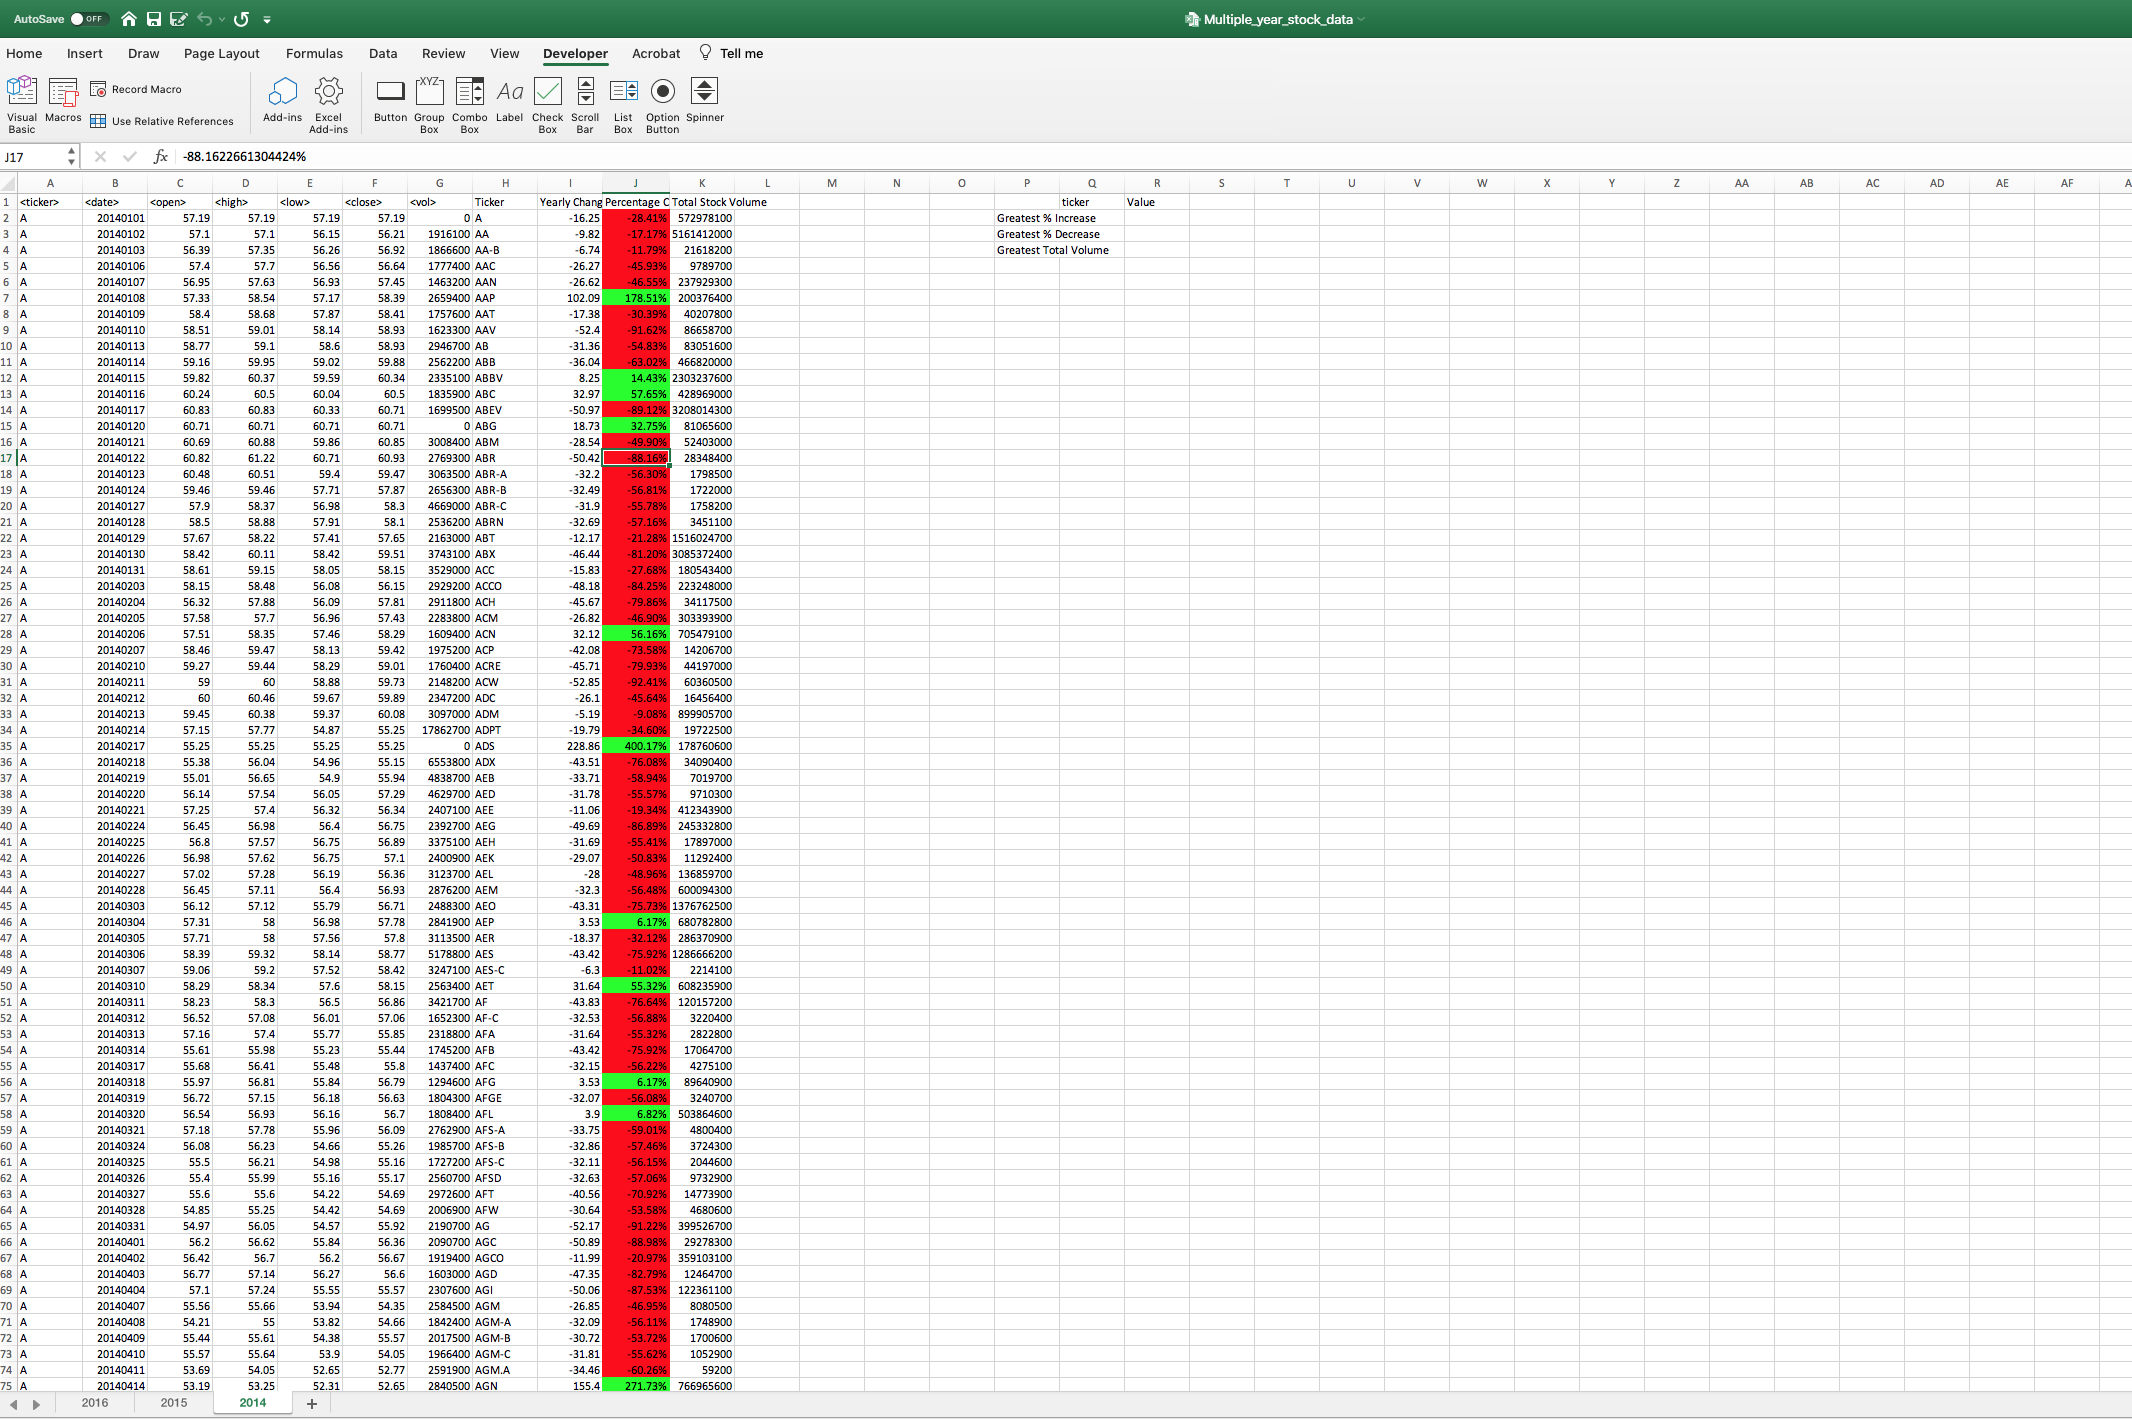 AutoSave OFF Multiple_year_stock_data
Home Insert Draw Page Layout Formulas Data Review View Developer Acrobat Tell me
Visual Basic Macros Record Macro Use Relative References Add-ins Excel Add-ins Button Group Box Combo Box Label Check Box Scroll Bar List Box Option Button Spinner
XYZ Aa
J17 fx -88.1622661304424%
A B C D E F G H I J K L M N O P Q R S T U V W X Y Z AA AB AC AD AE AF A
1 <ticker> <date> <open> <high> <low> <close> <vol> Ticker Yearly Chang Percentage C Total Stock Volume ticker Value
2 A 20140101 57.19 57.19 57.19 57.19 0 A -16.25 -28.41% 572978100 Greatest % Increase
3 A 20140102 57.1 57.1 56.15 56.21 1916100 AA -9.82 -17.17% 5161412000 Greatest % Decrease
4 A 20140103 56.39 57.35 56.26 56.92 1866600 AA-B -6.74 -11.79% 21618200 Greatest Total Volume
5 A 20140106 57.4 57.7 56.56 56.64 1777400 AAC -26.27 -45.93% 9789700
6 A 20140107 56.95 57.63 56.93 57.45 1463200 AAN -26.62 -46.55% 237929300
7 A 20140108 57.33 58.54 57.17 58.39 2659400 AAP 102.09 178.51% 200376400
8 A 20140109 58.4 58.68 57.87 58.41 1757600 AAT -17.38 -30.39% 40207800
9 A 20140110 58.51 59.01 58.14 58.93 1623300 AAV -52.4 -91.62% 86658700
10 A 20140113 58.77 59.1 58.6 58.93 2946700 AB -31.36 -54.83% 83051600
11 A 20140114 59.16 59.95 59.02 59.88 2562200 ABB -36.04 -63.02% 466820000
12 A 20140115 59.82 60.37 59.59 60.34 2335100 ABBV 8.25 14.43% 2303237600
13 A 20140116 60.24 60.5 60.04 60.5 1835900 ABC 32.97 57.65% 428969000
14 A 20140117 60.83 60.83 60.33 60.71 1699500 ABEV -50.97 -89.12% 3208014300
15 A 20140120 60.71 60.71 60.71 60.71 0 ABG 18.73 32.75% 81065600
16 A 20140121 60.69 60.88 59.86 60.85 3008400 ABM -28.54 -49.90% 52403000
17 A 20140122 60.82 61.22 60.71 60.93 2769300 ABR -50.42 -88.16% 28348400
18 A 20140123 60.48 60.51 59.4 59.47 3063500 ABR-A -32.2 -56.30% 1798500
19 A 20140124 59.46 59.46 57.71 57.87 2656300 ABR-B -32.49 -56.81% 1722000
20 A 20140127 57.9 58.37 56.98 58.3 4669000 ABR-C -31.9 -55.78% 1758200
21 A 20140128 58.5 58.88 57.91 58.1 2536200 ABRN -32.69 -57.16% 3451100
22 A 20140129 57.67 58.22 57.41 57.65 2163000 ABT -12.17 -21.28% 1516024700
23 A 20140130 58.42 60.11 58.42 59.51 3743100 ABX -46.44 -81.20% 3085372400
24 A 20140131 58.61 59.15 58.05 58.15 3529000 ACC -15.83 -27.68% 180543400
25 A 20140203 58.15 58.48 56.08 56.15 2929200 ACCO -48.18 -84.25% 223248000
26 A 20140204 56.32 57.88 56.09 57.81 2911800 ACH -45.67 -79.86% 34117500
27 A 20140205 57.58 57.7 56.96 57.43 2283800 ACM -26.82 -46.90% 303393900
28 A 20140206 57.51 58.35 57.46 58.29 1609400 ACN 32.12 56.16% 705479100
29 A 20140207 58.46 59.47 58.13 59.42 1975200 ACP -42.08 -73.58% 14206700
30 A 20140210 59.27 59.44 58.29 59.01 1760400 ACRE -45.71 -79.93% 44197000
31 A 20140211 59 60 58.88 59.73 2148200 ACW -52.85 -92.41% 60360500
32 A 20140212 60 60.46 59.67 59.89 2347200 ADC -26.1 -45.64% 16456400
33 A 20140213 59.45 60.38 59.37 60.08 3097000 ADM -5.19 -9.08% 899905700
34 A 20140214 57.15 57.77 54.87 55.25 17862700 ADPT -19.79 -34.60% 19722500
35 A 20140217 55.25 55.25 55.25 55.25 0 ADS 228.86 400.17% 178760600
36 A 20140218 55.38 56.04 54.96 55.15 6553800 ADX -43.51 -76.08% 34090400
37 A 20140219 55.01 56.65 54.9 55.94 4838700 AEB -33.71 -58.94% 7019700
38 A 20140220 56.14 57.54 56.05 57.29 4629700 AED -31.78 -55.57% 9710300
39 A 20140221 57.25 57.4 56.32 56.34 2407100 AEE -11.06 -19.34% 412343900
40 A 20140224 56.45 56.98 56.4 56.75 2392700 AEG -49.69 -86.89% 245332800
41 A 20140225 56.8 57.57 56.75 56.89 3375100 AEH -31.69 -55.41% 17897000
42 A 20140226 56.98 57.62 56.75 57.1 2400900 AEK -29.07 -50.83% 11292400
43 A 20140227 57.02 57.28 56.19 56.36 3123700 AEL -28 -48.96% 136859700
44 A 20140228 56.45 57.11 56.4 56.93 2876200 AEM -32.3 -56.48% 600094300
45 A 20140303 56.12 57.12 55.79 56.71 2488300 AEO -43.31 -75.73% 1376762500
46 A 20140304 57.31 58 56.98 57.78 2841900 AEP 3.53 6.17% 680782800
47 A 20140305 57.71 58 57.56 57.8 3113500 AER -18.37 -32.12% 286370900
48 A 20140306 58.39 59.32 58.14 58.77 5178800 AES -43.42 -75.92% 1286666200
49 A 20140307 59.06 59.2 57.52 58.42 3247100 AES-C -6.3 -11.02% 2214100
50 A 20140310 58.29 58.34 57.6 58.15 2563400 AET 31.64 55.32% 608235900
51 A 20140311 58.23 58.3 56.5 56.86 3421700 AF -43.83 -76.64% 120157200
52 A 20140312 56.52 57.08 56.01 57.06 1652300 AF-C -32.53 -56.88% 3220400
53 A 20140313 57.16 57.4 55.77 55.85 2318800 AFA -31.64 -55.32% 2822800
54 A 20140314 55.61 55.98 55.23 55.44 1745200 AFB -43.42 -75.92% 17064700
55 A 20140317 55.68 56.41 55.48 55.8 1437400 AFC -32.15 -56.22% 4275100
56 A 20140318 55.97 56.81 55.84 56.79 1294600 AFG 3.53 6.17% 89640900
57 A 20140319 56.72 57.15 56.18 56.63 1804300 AFGE -32.07 -56.08% 3240700
58 A 20140320 56.54 56.93 56.16 56.7 1808400 AFL 3.9 6.82% 503864600
59 A 20140321 57.18 57.78 55.96 56.09 2762900 AFS-A -33.75 -59.01% 4800400
60 A 20140324 56.08 56.23 54.66 55.26 1985700 AFS-B -32.86 -57.46% 3724300
61 A 20140325 55.5 56.21 54.98 55.16 1727200 AFS-C -32.11 -56.15% 2044600
62 A 20140326 55.4 55.99 55.16 55.17 2560700 AFSD -32.63 -57.06% 9732900
63 A 20140327 55.6 55.6 54.22 54.69 2972600 AFT -40.56 -70.92% 14773900
64 A 20140328 54.85 55.25 54.42 54.69 2006900 AFW -30.64 -53.58% 4680600
65 A 20140331 54.97 56.05 54.57 55.92 2190700 AG -52.17 -91.22% 399526700
66 A 20140401 56.2 56.62 55.84 56.36 2090700 AGC -50.89 -88.98% 29278300
67 A 20140402 56.42 56.7 56.2 56.67 1919400 AGCO -11.99 -20.97% 359103100
68 A 20140403 56.77 57.14 56.27 56.6 1603000 AGD -47.35 -82.79% 12464700
69 A 20140404 57.1 57.24 55.55 55.57 2307600 AGI -50.06 -87.53% 122361100
70 A 20140407 55.56 55.66 53.94 54.35 2584500 AGM -26.85 -46.95% 8080500
71 A 20140408 54.21 55 53.82 54.66 1842400 AGM-A -32.09 -56.11% 1748900
72 A 20140409 55.44 55.61 54.38 55.57 2017500 AGM-B -30.72 -53.72% 1700600
73 A 20140410 55.57 55.64 53.9 54.05 1966400 AGM-C -31.81 -55.62% 1052900
74 A 20140411 53.69 54.05 52.65 52.77 2591900 AGM.A -34.46 -60.26% 59200
75 A 20140414 53.19 53.25 52.31 52.65 2840500 AGN 155.4 271.73% 766965600
2016 2015 2014 +